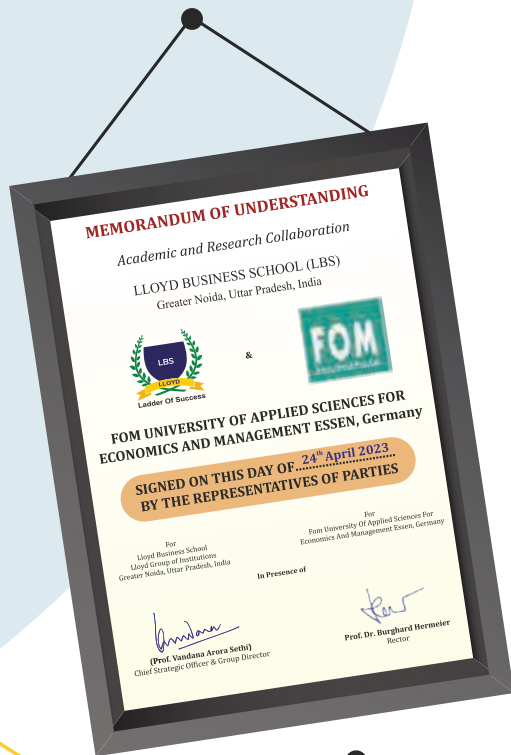 MEMORANDUM OF UNDERSTANDING
Academic and Research Collaboration
LLOYD BUSINESS SCHOOL (LBS)
Greater Noida, Uttar Pradesh, India
LBS
LLOYD
Ladder Of Success
&
FOM
FOM UNIVERSITY OF APPLIED SCIENCES FOR
ECONOMICS AND MANAGEMENT ESSEN, Germany
SIGNED ON THIS DAY OF 24th April 2023
BY THE REPRESENTATIVES OF PARTIES
For
Lloyd Business School
Lloyd Group of Institutions
Greater Noida, Uttar Pradesh, India
For
Fom University Of Applied Sciences For
Economics And Management Essen, Germany
In Presence of
(Prof. Vandana Arora Sethi)
Chief Strategic Officer & Group Director
Prof. Dr. Burghard Hermeier
Rector